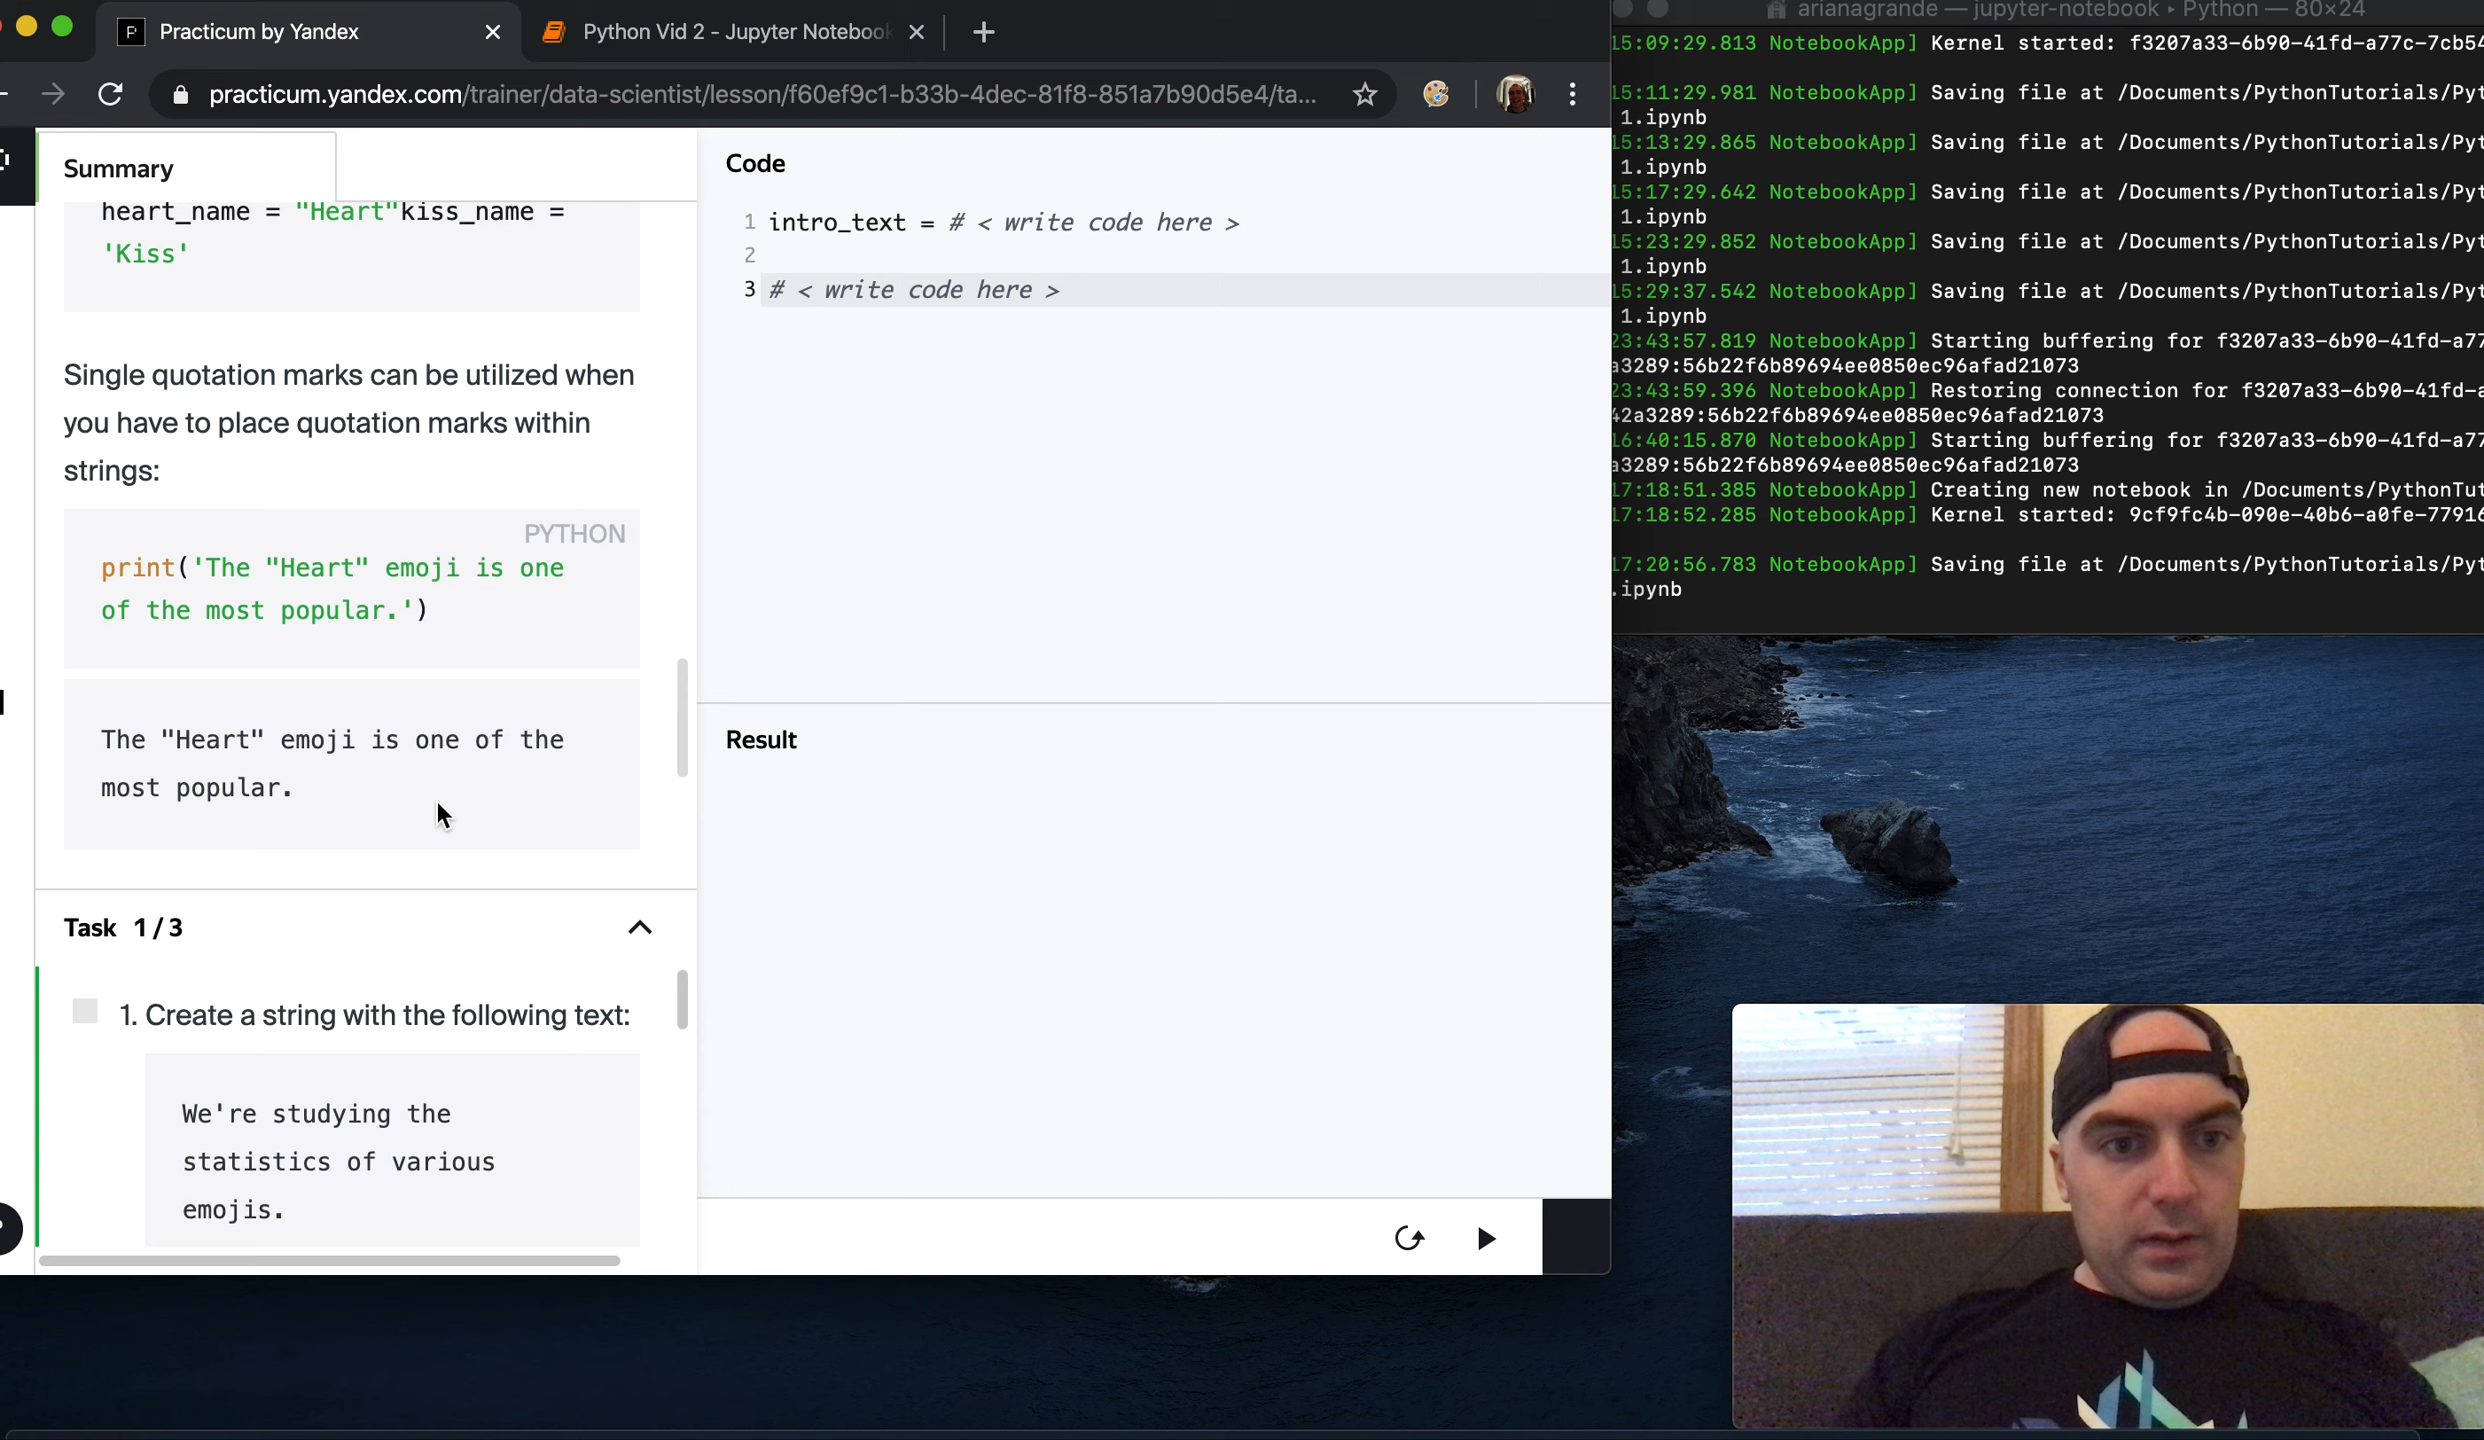 Practicum by Yandex
Python Vid 2 - Jupyter Notebook
practicum.yandex.com/trainer/data-scientist/lesson/f60ef9c1-b33b-4dec-81f8-851a7b90d5e4/ta...
Summary
heart_name = "Heart"kiss_name =
'Kiss'
Single quotation marks can be utilized when
you have to place quotation marks within
strings:
PYTHON
print('The "Heart" emoji is one
of the most popular.')
The "Heart" emoji is one of the
most popular.
Task 1 / 3
1. Create a string with the following text:
We're studying the
statistics of various
emojis.
Code
1 intro_text = # < write code here >
2
3 # < write code here >
Result
arianagrande — jupyter-notebook ▸ Python — 80×24
15:09:29.813 NotebookApp] Kernel started: f3207a33-6b90-41fd-a77c-7cb54
15:11:29.981 NotebookApp] Saving file at /Documents/PythonTutorials/Pyt
1.ipynb
15:13:29.865 NotebookApp] Saving file at /Documents/PythonTutorials/Pyt
1.ipynb
15:17:29.642 NotebookApp] Saving file at /Documents/PythonTutorials/Pyt
1.ipynb
15:23:29.852 NotebookApp] Saving file at /Documents/PythonTutorials/Pyt
1.ipynb
15:29:37.542 NotebookApp] Saving file at /Documents/PythonTutorials/Pyt
1.ipynb
23:43:57.819 NotebookApp] Starting buffering for f3207a33-6b90-41fd-a77
a3289:56b22f6b89694ee0850ec96afad21073
23:43:59.396 NotebookApp] Restoring connection for f3207a33-6b90-41fd-a
42a3289:56b22f6b89694ee0850ec96afad21073
16:40:15.870 NotebookApp] Starting buffering for f3207a33-6b90-41fd-a77
a3289:56b22f6b89694ee0850ec96afad21073
17:18:51.385 NotebookApp] Creating new notebook in /Documents/PythonTut
17:18:52.285 NotebookApp] Kernel started: 9cf9fc4b-090e-40b6-a0fe-77916
17:20:56.783 NotebookApp] Saving file at /Documents/PythonTutorials/Pyt
.ipynb